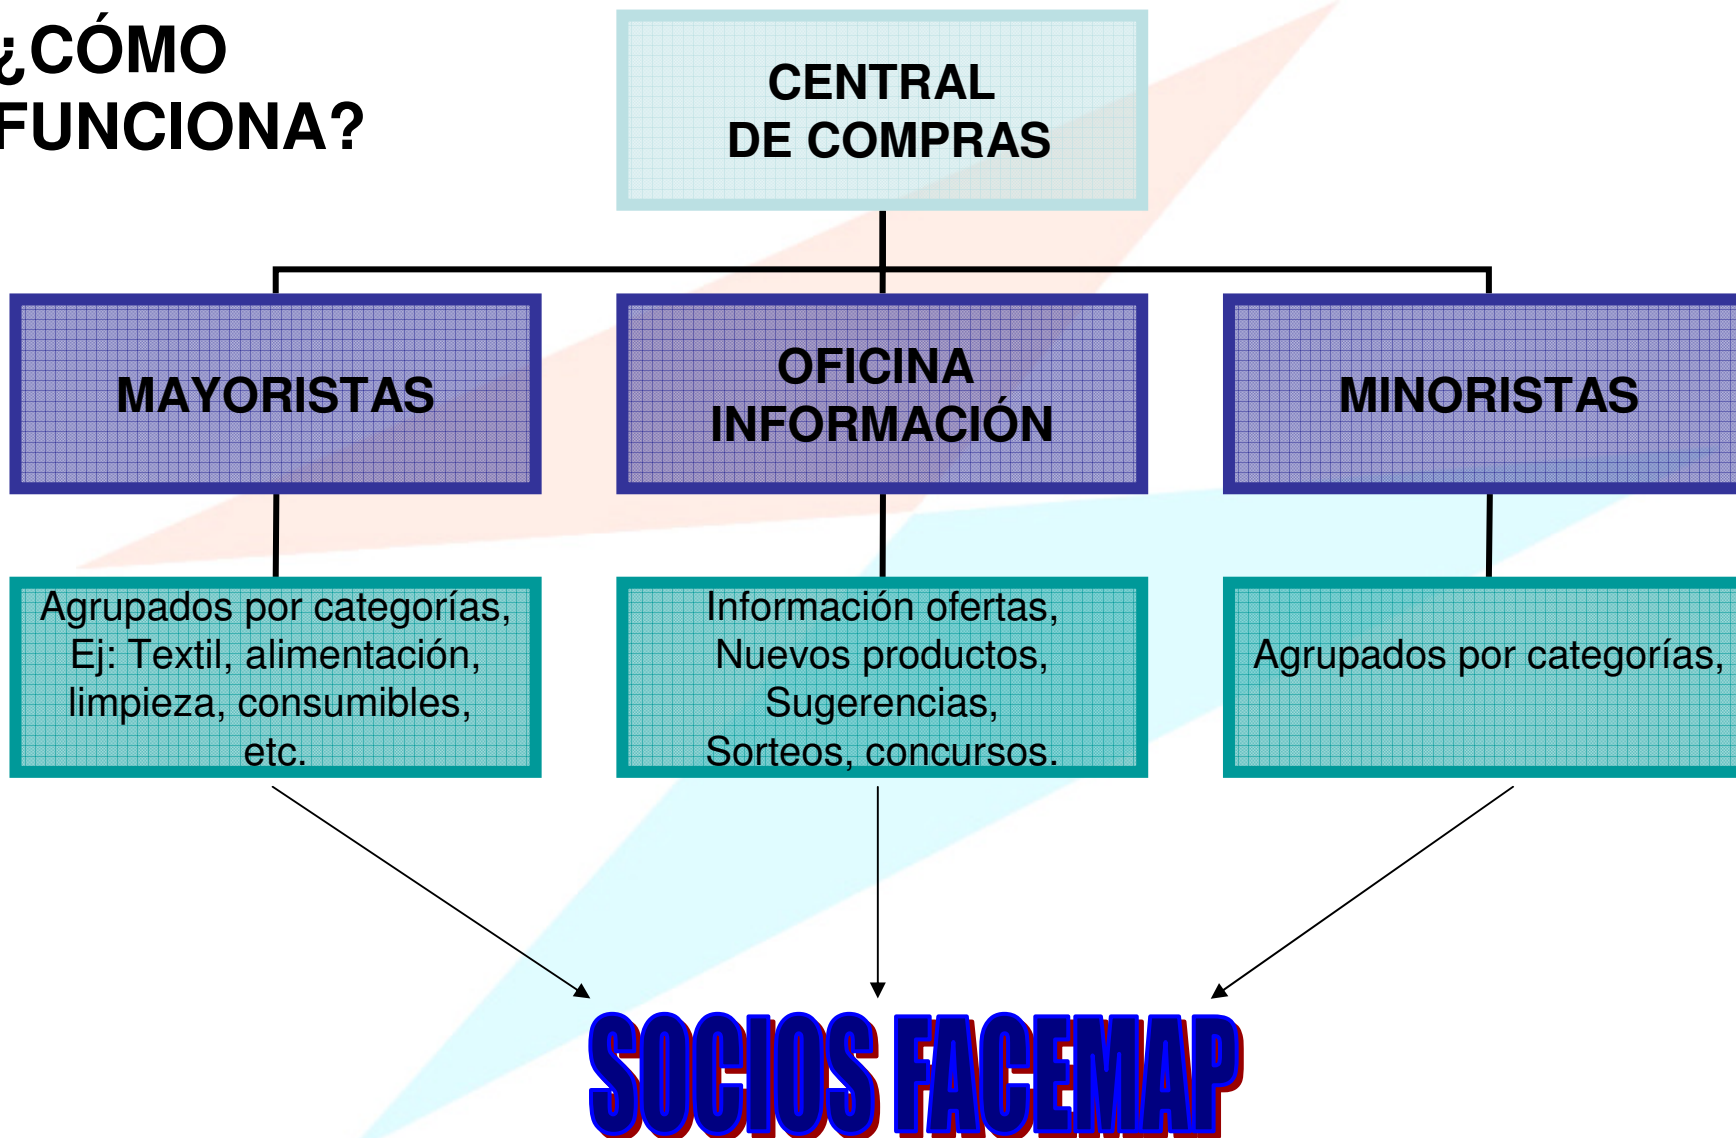 ¿CÓMO
FUNCIONA?
CENTRAL
DE COMPRAS
MAYORISTAS
OFICINA
INFORMACIÓN
MINORISTAS
Agrupados por categorías,
Ej: Textil, alimentación,
limpieza, consumibles,
etc.
Información ofertas,
Nuevos productos,
Sugerencias,
Sorteos, concursos.
Agrupados por categorías,
SOCIOS FACEMAP